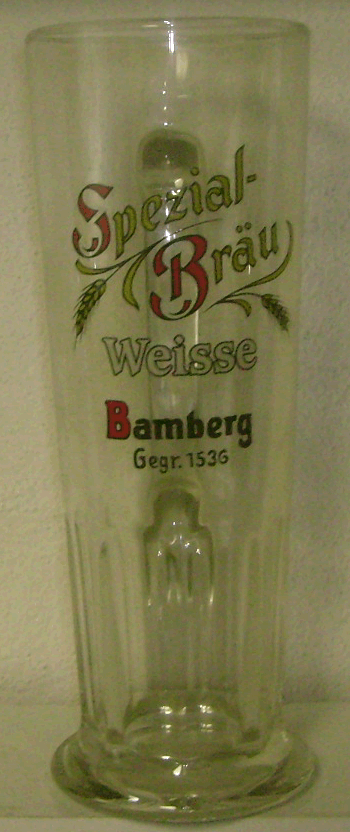 Spezial-
Bräu
Weisse
Bamberg
Gegr. 1536